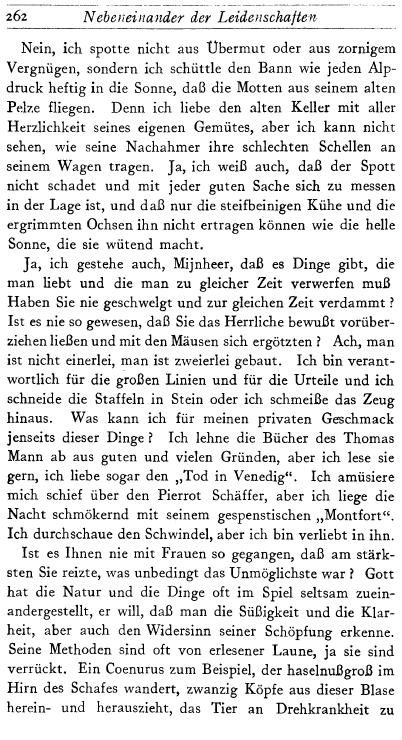 262 Nebeneinander der Leidenschaften
Nein, ich spotte nicht aus Übermut oder aus zornigem
Vergnügen, sondern ich schüttle den Bann wie jeden Alp-
druck heftig in die Sonne, daß die Motten aus seinem alten
Pelze fliegen. Denn ich liebe den alten Keller mit aller
Herzlichkeit seines eigenen Gemütes, aber ich kann nicht
sehen, wie seine Nachahmer ihre schlechten Schellen an
seinem Wagen tragen. Ja, ich weiß auch, daß der Spott
nicht schadet und mit jeder guten Sache sich zu messen
in der Lage ist, und daß nur die steifbeinigen Kühe und die
ergrimmten Ochsen ihn nicht ertragen können wie die helle
Sonne, die sie wütend macht.
Ja, ich gestehe auch, Mijnheer, daß es Dinge gibt, die
man liebt und die man zu gleicher Zeit verwerfen muß
Haben Sie nie geschwelgt und zur gleichen Zeit verdammt?
Ist es nie so gewesen, daß Sie das Herrliche bewußt vorüber-
ziehen ließen und mit den Mäusen sich ergötzten? Ach, man
ist nicht einerlei, man ist zweierlei gebaut. Ich bin verant-
wortlich für die großen Linien und für die Urteile und ich
schneide die Staffeln in Stein oder ich schmeiße das Zeug
hinaus. Was kann ich für meinen privaten Geschmack
jenseits dieser Dinge? Ich lehne die Bücher des Thomas
Mann ab aus guten und vielen Gründen, aber ich lese sie
gern, ich liebe sogar den „Tod in Venedig“. Ich amüsiere
mich schief über den Pierrot Schäffer, aber ich liege die
Nacht schmökernd mit seinem gespenstischen „Montfort“.
Ich durchschaue den Schwindel, aber ich bin verliebt in ihn.
Ist es Ihnen nie mit Frauen so gegangen, daß am stärk-
sten Sie reizte, was unbedingt das Unmöglichste war? Gott
hat die Natur und die Dinge oft im Spiel seltsam zuein-
andergestellt, er will, daß man die Süßigkeit und die Klar-
heit, aber auch den Widersinn seiner Schöpfung erkenne.
Seine Methoden sind oft von erlesener Laune, ja sie sind
verrückt. Ein Coenurus zum Beispiel, der haselnußgroß im
Hirn des Schafes wandert, zwanzig Köpfe aus dieser Blase
herein- und herauszieht, das Tier an Drehkrankheit zu